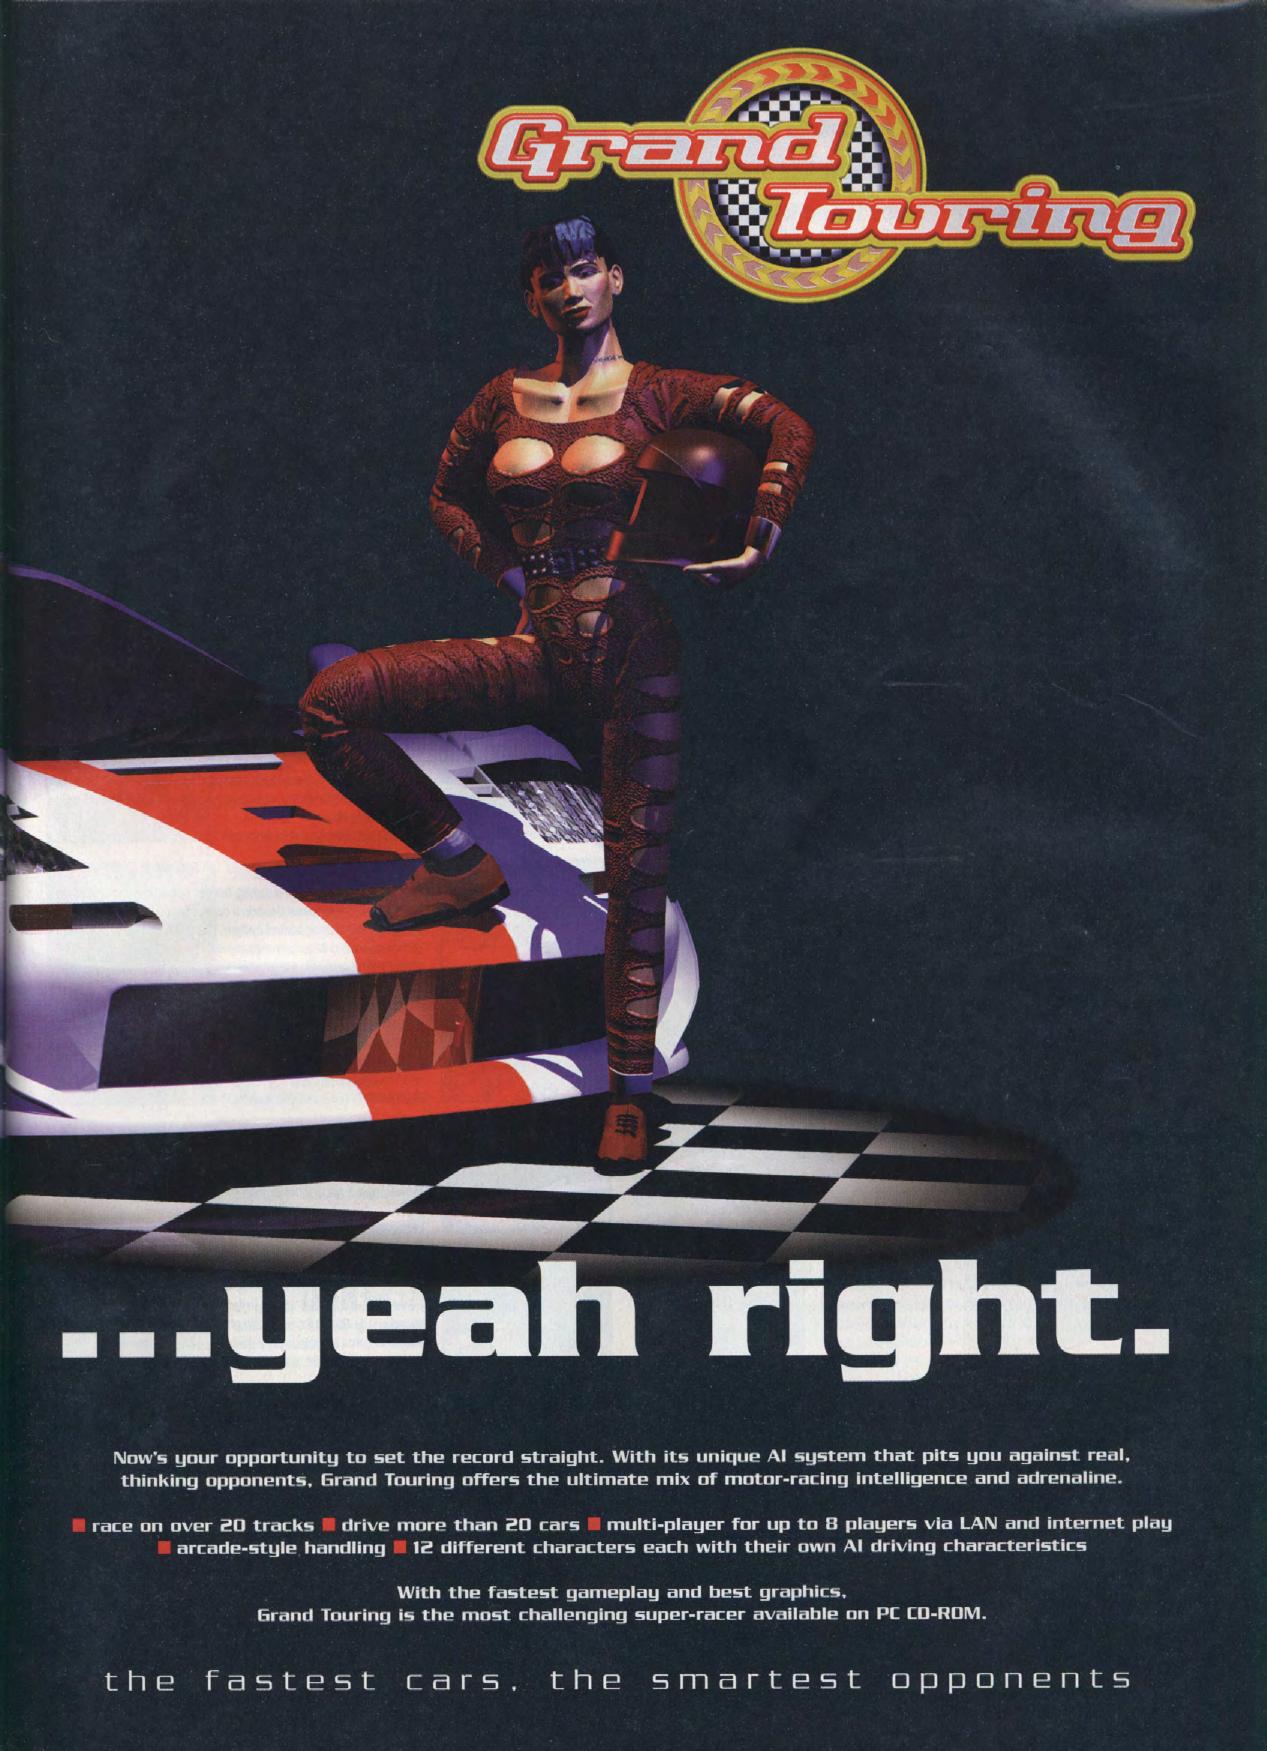 Grand
Touring
...yeah right.
Now's your opportunity to set the record straight. With its unique AI system that pits you against real,
thinking opponents, Grand Touring offers the ultimate mix of motor-racing intelligence and adrenaline.
■ race on over 20 tracks ■ drive more than 20 cars ■ multi-player for up to 8 players via LAN and internet play
■ arcade-style handling ■ 12 different characters each with their own AI driving characteristics
With the fastest gameplay and best graphics,
Grand Touring is the most challenging super-racer available on PC CD-ROM.
the fastest cars, the smartest opponents